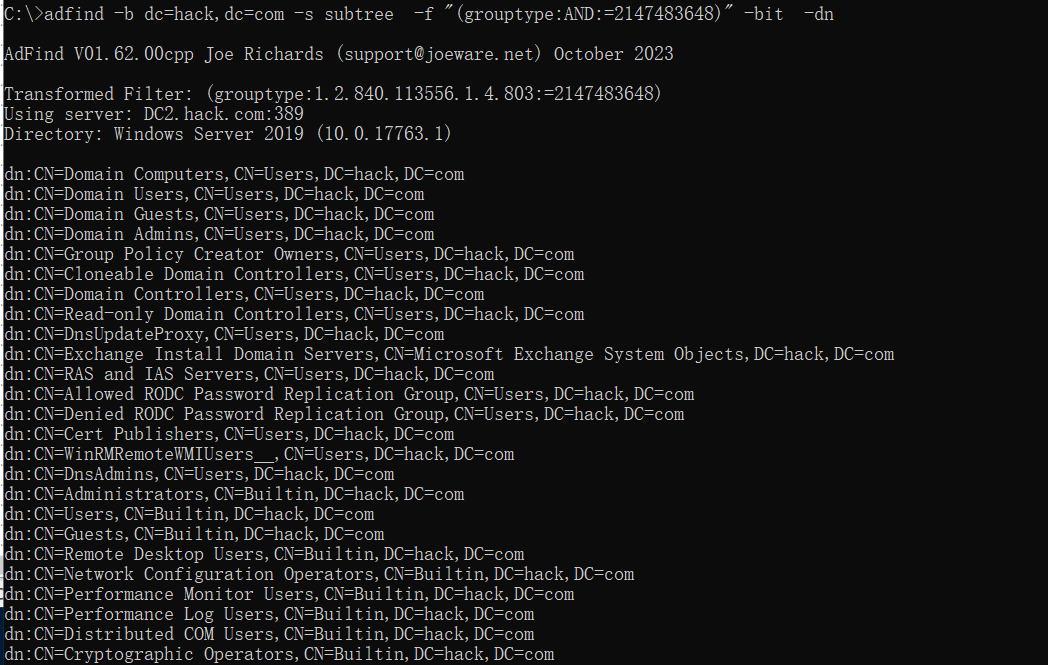 C:\>adfind -b dc=hack,dc=com -s subtree  -f "(grouptype:AND:=2147483648)" -bit  -dn
AdFind V01.62.00cpp Joe Richards (support@joeware.net) October 2023
Transformed Filter: (grouptype:1.2.840.113556.1.4.803:=2147483648)
Using server: DC2.hack.com:389
Directory: Windows Server 2019 (10.0.17763.1)
dn:CN=Domain Computers,CN=Users,DC=hack,DC=com
dn:CN=Domain Users,CN=Users,DC=hack,DC=com
dn:CN=Domain Guests,CN=Users,DC=hack,DC=com
dn:CN=Domain Admins,CN=Users,DC=hack,DC=com
dn:CN=Group Policy Creator Owners,CN=Users,DC=hack,DC=com
dn:CN=Cloneable Domain Controllers,CN=Users,DC=hack,DC=com
dn:CN=Domain Controllers,CN=Users,DC=hack,DC=com
dn:CN=Read-only Domain Controllers,CN=Users,DC=hack,DC=com
dn:CN=DnsUpdateProxy,CN=Users,DC=hack,DC=com
dn:CN=Exchange Install Domain Servers,CN=Microsoft Exchange System Objects,DC=hack,DC=com
dn:CN=RAS and IAS Servers,CN=Users,DC=hack,DC=com
dn:CN=Allowed RODC Password Replication Group,CN=Users,DC=hack,DC=com
dn:CN=Denied RODC Password Replication Group,CN=Users,DC=hack,DC=com
dn:CN=Cert Publishers,CN=Users,DC=hack,DC=com
dn:CN=WinRMRemoteWMIUsers__,CN=Users,DC=hack,DC=com
dn:CN=DnsAdmins,CN=Users,DC=hack,DC=com
dn:CN=Administrators,CN=Builtin,DC=hack,DC=com
dn:CN=Users,CN=Builtin,DC=hack,DC=com
dn:CN=Guests,CN=Builtin,DC=hack,DC=com
dn:CN=Remote Desktop Users,CN=Builtin,DC=hack,DC=com
dn:CN=Network Configuration Operators,CN=Builtin,DC=hack,DC=com
dn:CN=Performance Monitor Users,CN=Builtin,DC=hack,DC=com
dn:CN=Performance Log Users,CN=Builtin,DC=hack,DC=com
dn:CN=Distributed COM Users,CN=Builtin,DC=hack,DC=com
dn:CN=Cryptographic Operators,CN=Builtin,DC=hack,DC=com